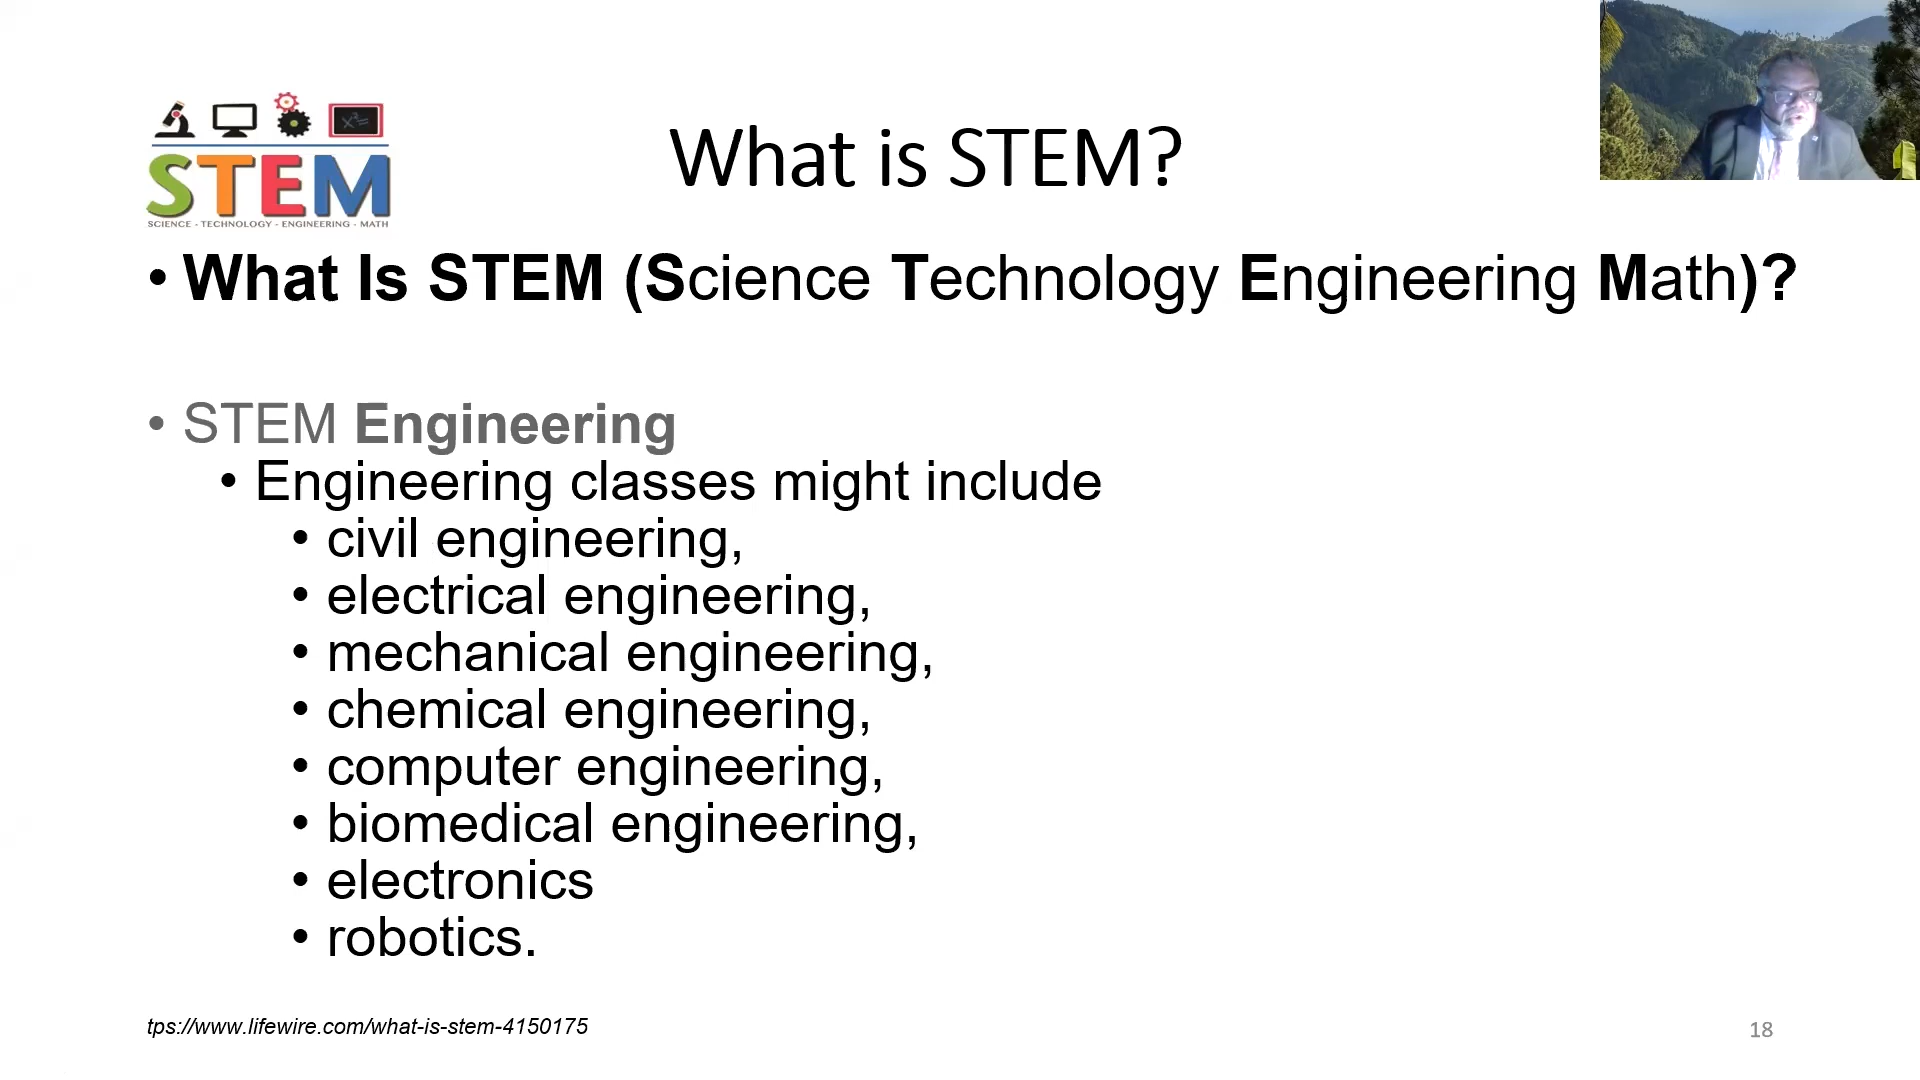 STEM
SCIENCE - TECHNOLOGY - ENGINEERING - MATH
What is STEM?
• What Is STEM (Science Technology Engineering Math)?
• STEM Engineering
• Engineering classes might include
• civil engineering,
• electrical engineering,
• mechanical engineering,
• chemical engineering,
• computer engineering,
• biomedical engineering,
• electronics
• robotics.
tps://www.lifewire.com/what-is-stem-4150175
18